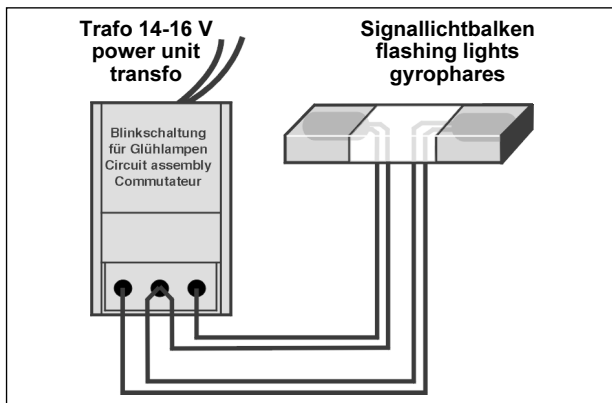 Trafo 14-16 V
power unit
transfo
Signallichtbalken
flashing lights
gyrophares
Blinkschaltung
für Glühlampen
Circuit assembly
Commutateur